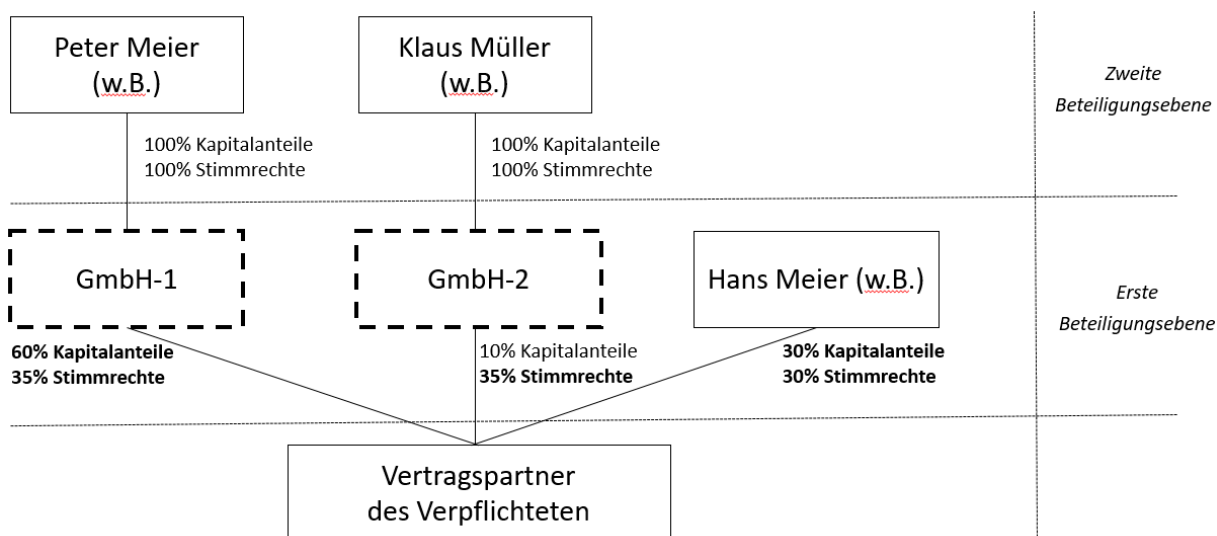 Peter Meier
(w.B.)
Klaus Müller
(w.B.)
Zweite
Beteiligungsebene
100% Kapitalanteile
100% Stimmrechte
100% Kapitalanteile
100% Stimmrechte
GmbH-1
GmbH-2
Hans Meier (w.B.)
Erste
Beteiligungsebene
60% Kapitalanteile
35% Stimmrechte
10% Kapitalanteile
35% Stimmrechte
30% Kapitalanteile
30% Stimmrechte
Vertragspartner
des Verpflichteten